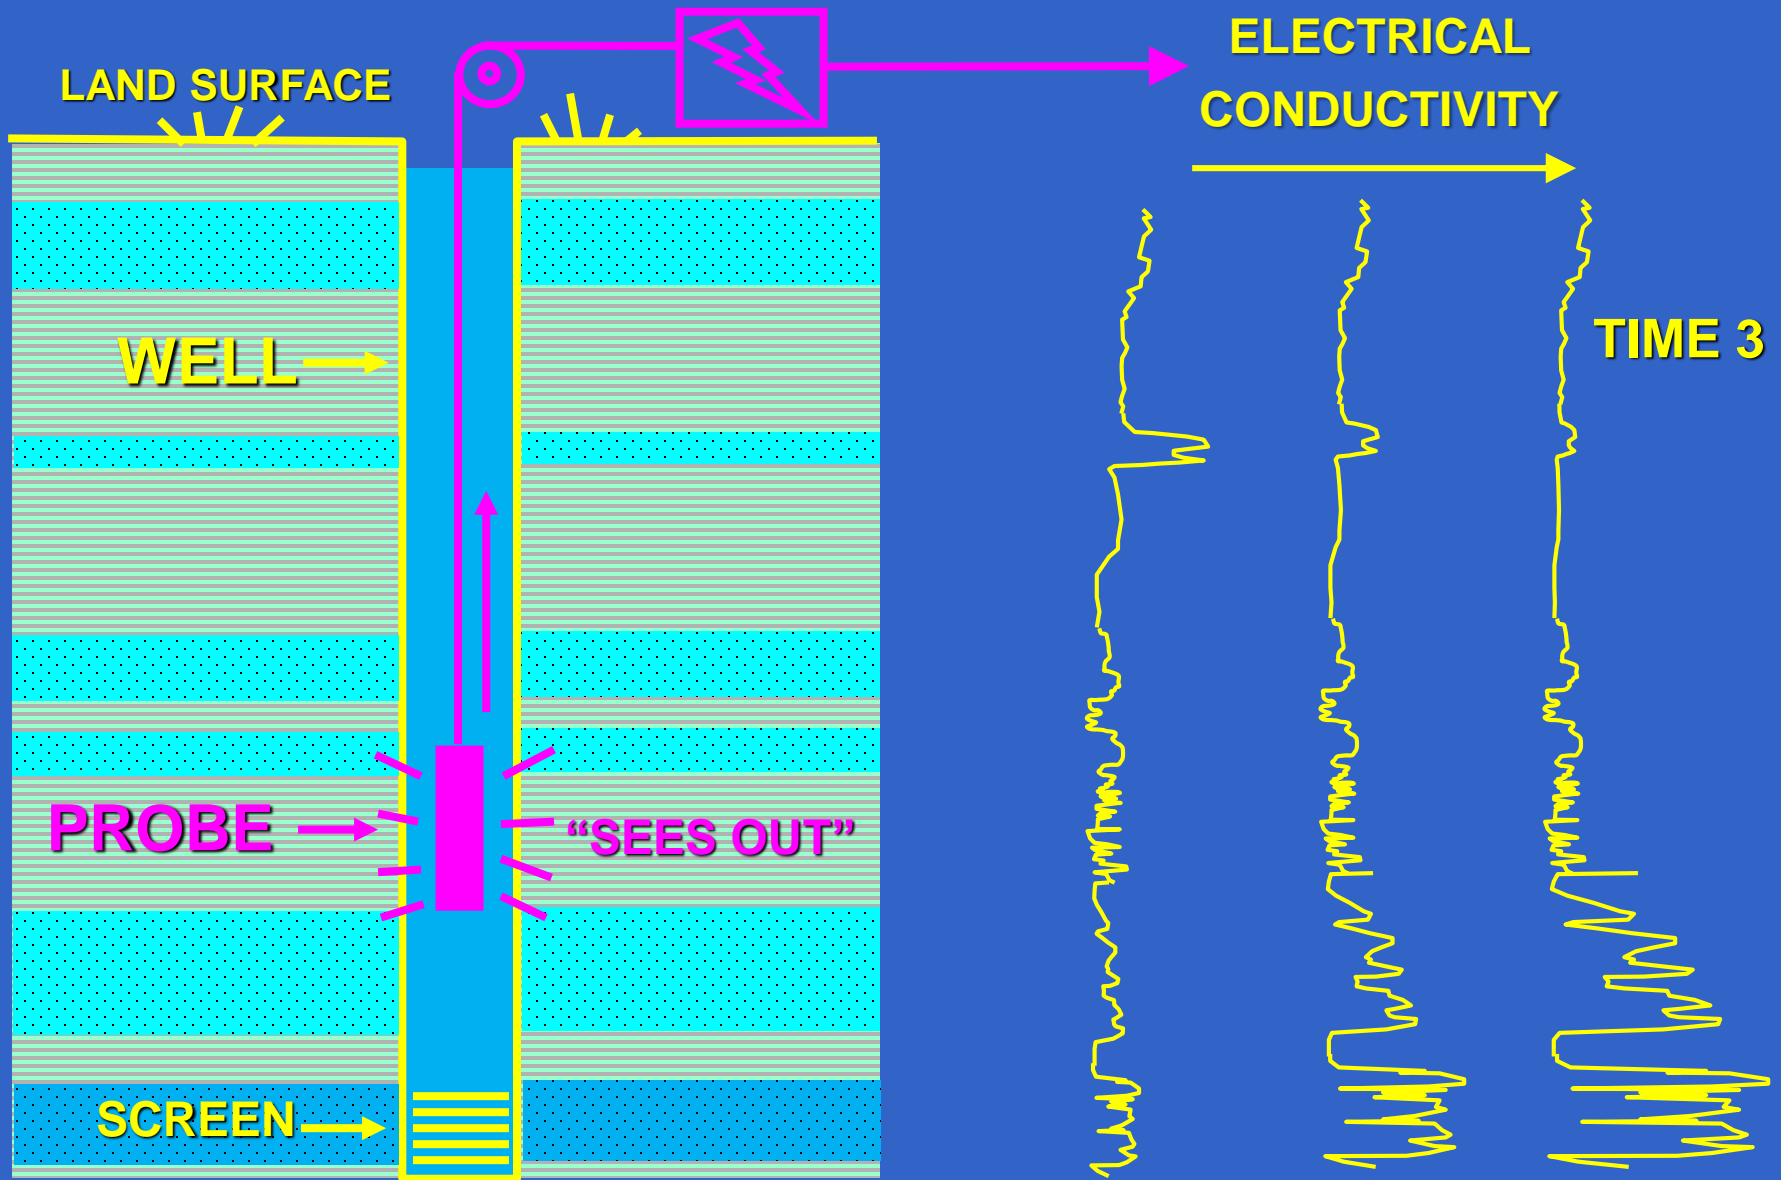 LAND SURFACE
ELECTRICAL
CONDUCTIVITY
WELL
TIME 3
PROBE
“SEES OUT”
SCREEN